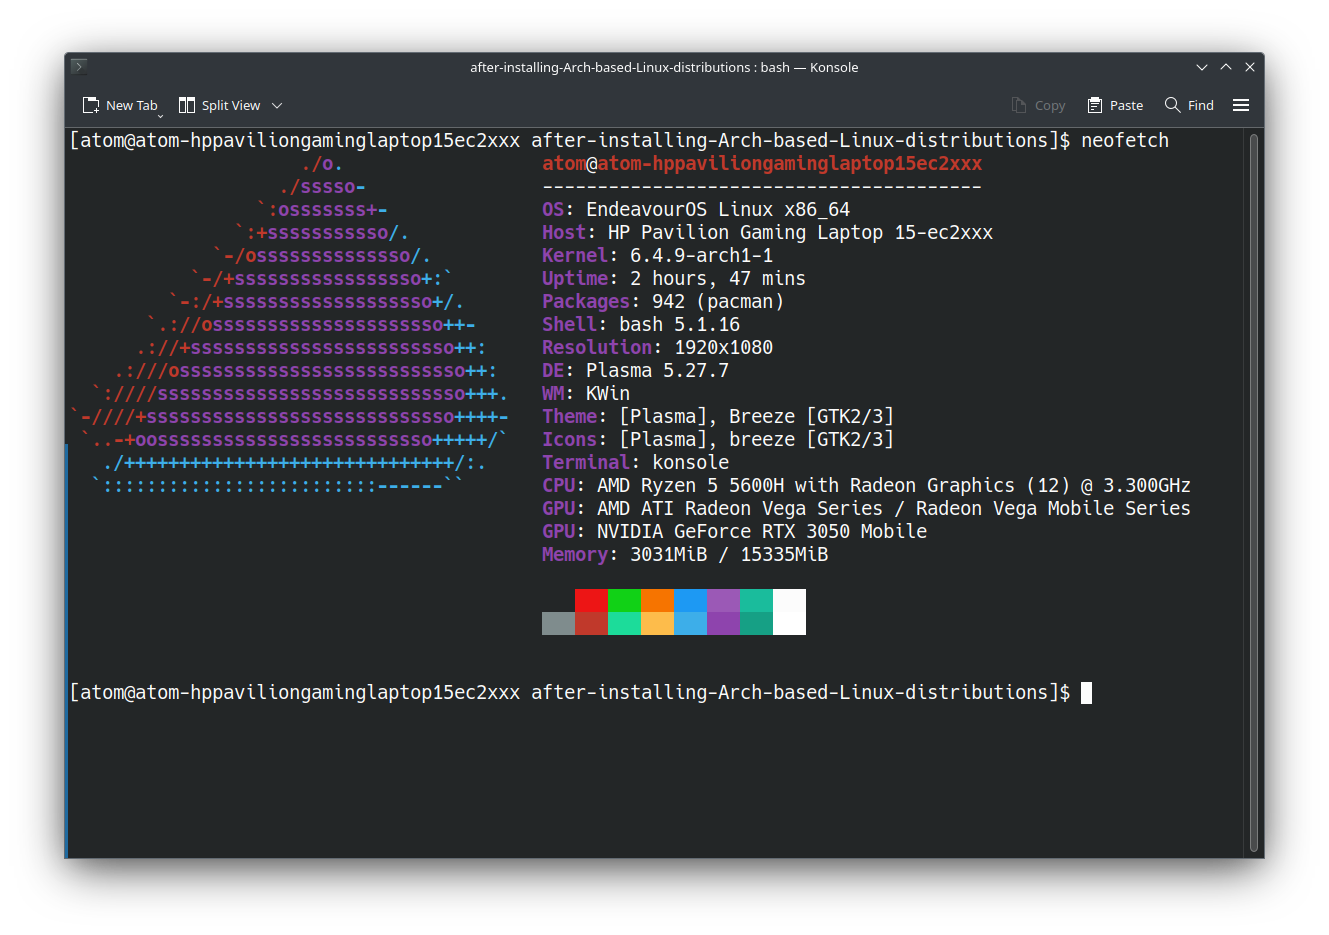 after-installing-Arch-based-Linux-distributions : bash — Konsole
New Tab Split View Copy Paste Find
[atom@atom-hppaviliongaminglaptop15ec2xxx after-installing-Arch-based-Linux-distributions]$ neofetch
./o. atom@atom-hppaviliongaminglaptop15ec2xxx
./sssso- ----------------------------------------
`:osssssss+- OS: EndeavourOS Linux x86_64
`:+sssssssssso/. Host: HP Pavilion Gaming Laptop 15-ec2xxx
`-/ossssssssssssso/. Kernel: 6.4.9-arch1-1
`-/+sssssssssssssssso+:` Uptime: 2 hours, 47 mins
`-:/+sssssssssssssssssso+/. Packages: 942 (pacman)
`.://osssssssssssssssssssso++- Shell: bash 5.1.16
.://+ssssssssssssssssssssssso++: Resolution: 1920x1080
.:///ossssssssssssssssssssssssso++: DE: Plasma 5.27.7
`:////ssssssssssssssssssssssssssso+++. WM: KWin
`-////+ssssssssssssssssssssssssssso++++- Theme: [Plasma], Breeze [GTK2/3]
`..-+oosssssssssssssssssssssssso+++++/` Icons: [Plasma], breeze [GTK2/3]
./++++++++++++++++++++++++++++++/:. Terminal: konsole
`:::::::::::::::::::::::::------`` CPU: AMD Ryzen 5 5600H with Radeon Graphics (12) @ 3.300GHz
GPU: AMD ATI Radeon Vega Series / Radeon Vega Mobile Series
GPU: NVIDIA GeForce RTX 3050 Mobile
Memory: 3031MiB / 15335MiB
[atom@atom-hppaviliongaminglaptop15ec2xxx after-installing-Arch-based-Linux-distributions]$